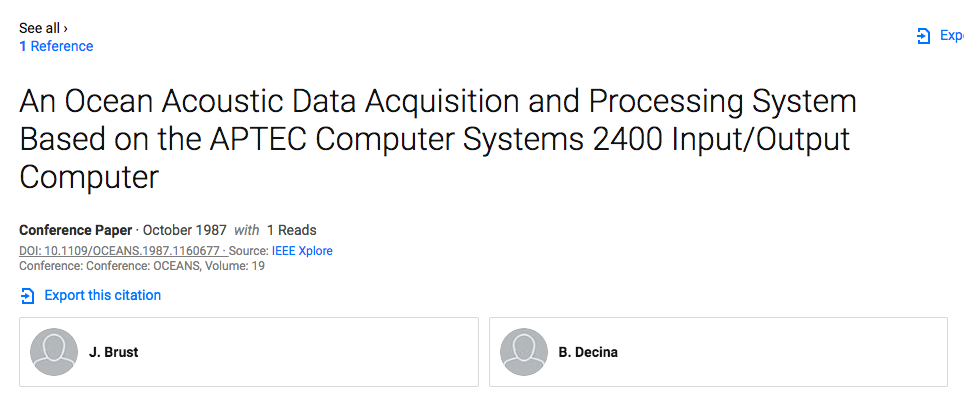 See all ›
1 Reference
Exp
An Ocean Acoustic Data Acquisition and Processing System
Based on the APTEC Computer Systems 2400 Input/Output
Computer
Conference Paper · October 1987 with 1 Reads
DOI: 10.1109/OCEANS.1987.1160677 · Source: IEEE Xplore
Conference: Conference: OCEANS, Volume: 19
Export this citation
J. Brust
B. Decina